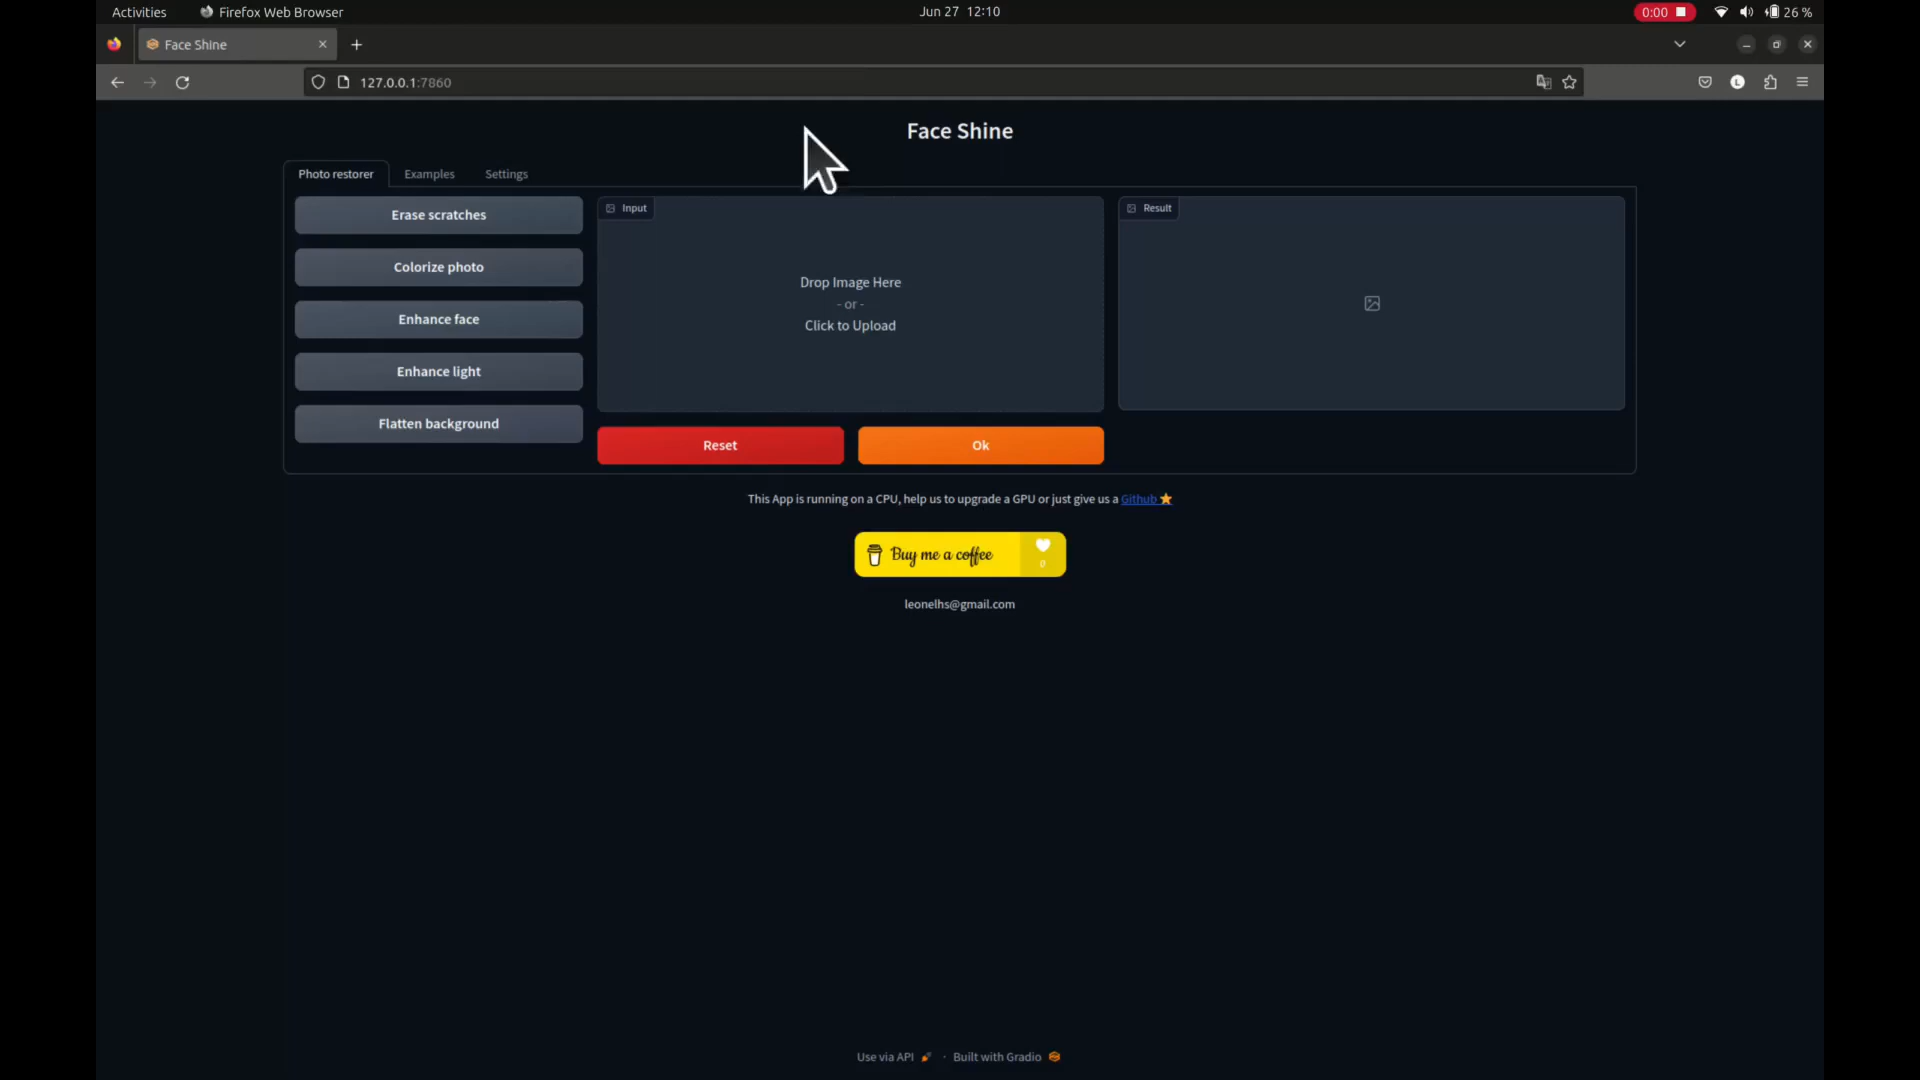 Activities Firefox Web Browser Jun 27 12:10 0:00 26 %
Face Shine
127.0.0.1:7860
Face Shine
Photo restorer Examples Settings
Erase scratches
Colorize photo
Enhance face
Enhance light
Flatten background
Input
Drop Image Here
- or -
Click to Upload
Reset Ok
Result
This App is running on a CPU, help us to upgrade a GPU or just give us a Github ⭐
Buy me a coffee 0
leonelhs@gmail.com
Use via API · Built with Gradio